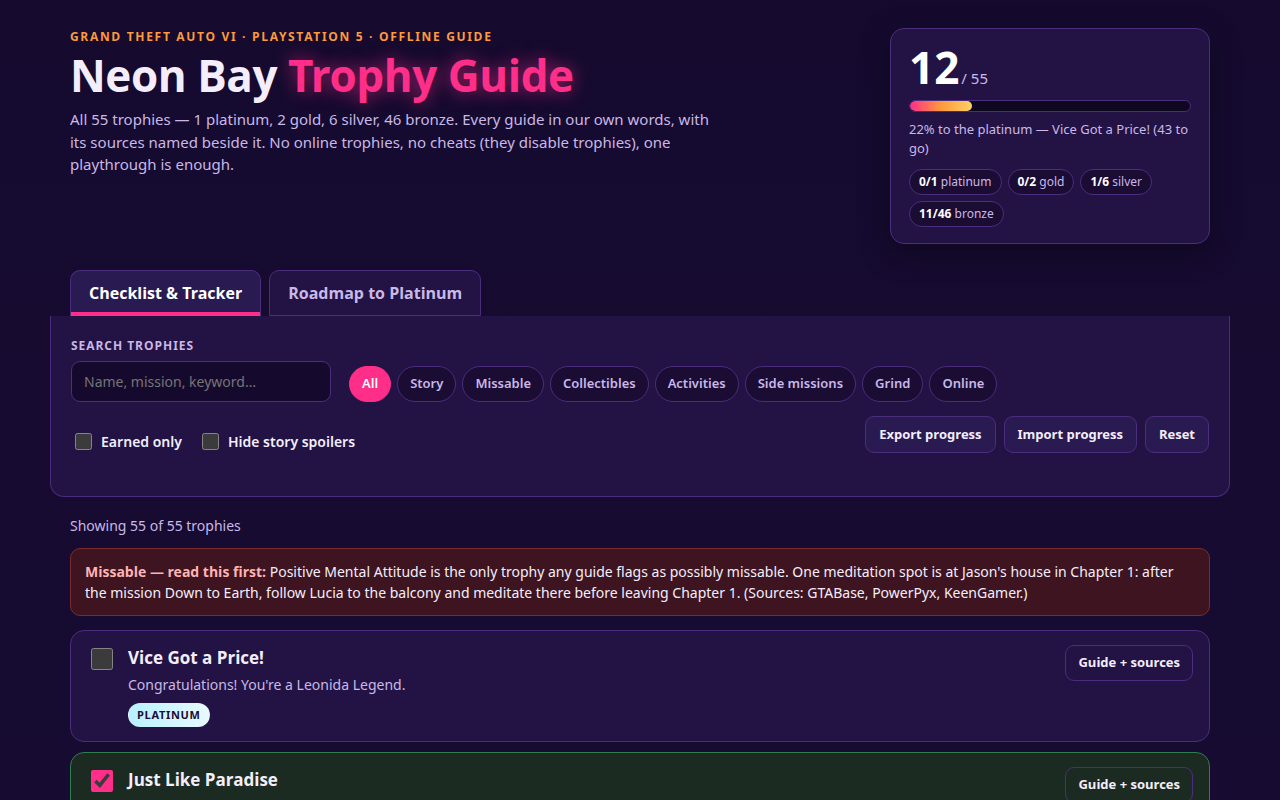 GRAND THEFT AUTO VI · PLAYSTATION 5 · OFFLINE GUIDE
Neon Bay Trophy Guide
All 55 trophies — 1 platinum, 2 gold, 6 silver, 46 bronze. Every guide in our own words, with
its sources named beside it. No online trophies, no cheats (they disable trophies), one
playthrough is enough.
12 / 55
22% to the platinum — Vice Got a Price! (43 to
go)
0/1 platinum 0/2 gold 1/6 silver
11/46 bronze
Checklist & Tracker Roadmap to Platinum
SEARCH TROPHIES
Name, mission, keyword... All Story Missable Collectibles Activities Side missions Grind Online
Earned only Hide story spoilers Export progress Import progress Reset
Showing 55 of 55 trophies
Missable — read this first: Positive Mental Attitude is the only trophy any guide flags as possibly missable. One meditation spot is at Jason's house in Chapter 1: after
the mission Down to Earth, follow Lucia to the balcony and meditate there before leaving Chapter 1. (Sources: GTABase, PowerPyx, KeenGamer.)
Vice Got a Price! Guide + sources
Congratulations! You're a Leonida Legend.
PLATINUM
Just Like Paradise Guide + sources